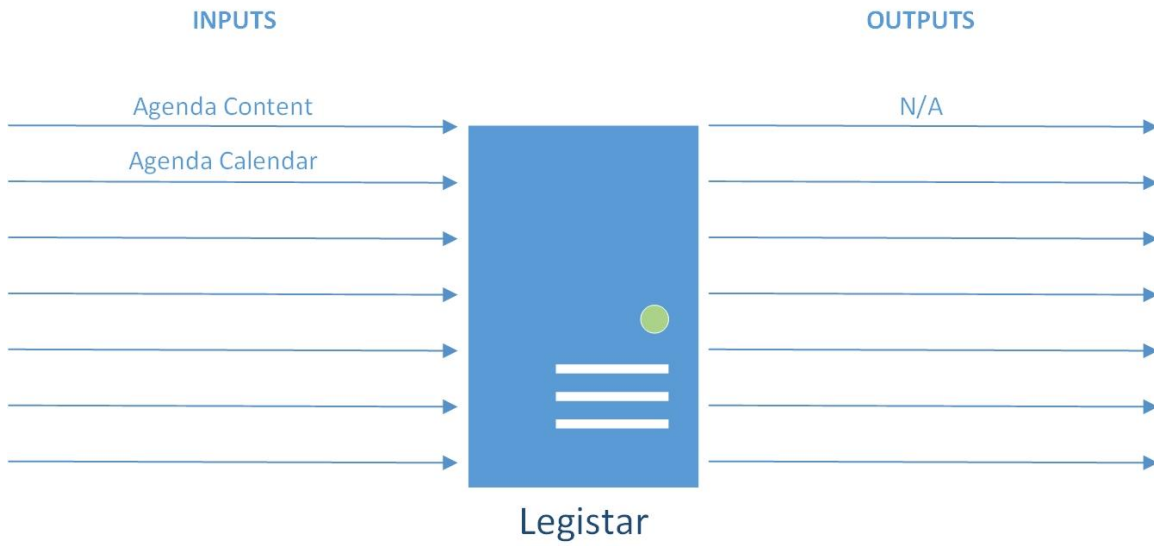 INPUTS
OUTPUTS
Agenda Content
N/A
Agenda Calendar
Legistar